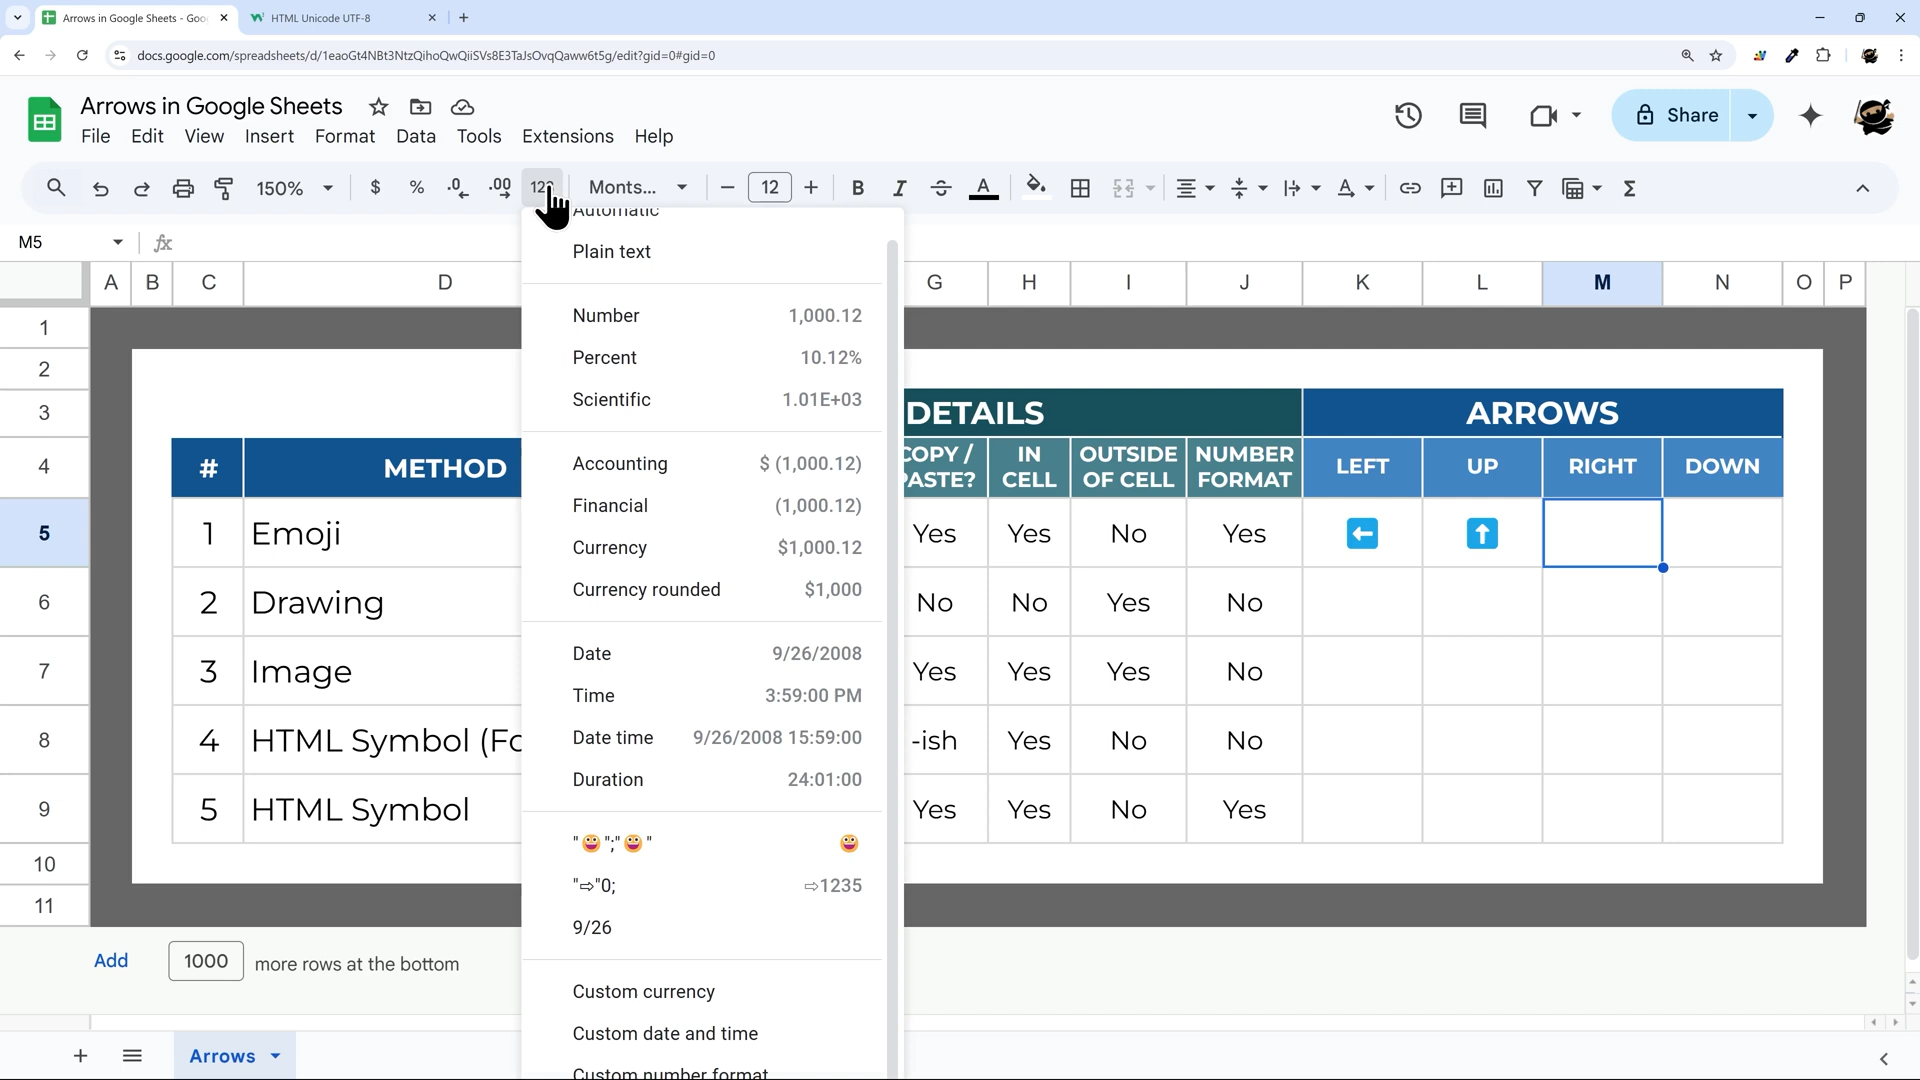 Arrows in Google Sheets - Goo
HTML Unicode UTF-8
docs.google.com/spreadsheets/d/1eaoGt4NBt3NtzQihoQwQiiSVs8E3TaJsOvqQaww6t5g/edit?gid=0#gid=0
Arrows in Google Sheets
File Edit View Insert Format Data Tools Extensions Help
Share
150% $ % .0 .00 123 Monts... 12 B I A A Σ
M5 fx
Automatic
Plain text
Number 1,000.12
Percent 10.12%
Scientific 1.01E+03
Accounting $ (1,000.12)
Financial (1,000.12)
Currency $1,000.12
Currency rounded $1,000
Date 9/26/2008
Time 3:59:00 PM
Date time 9/26/2008 15:59:00
Duration 24:01:00
"😀";"😀" 😀
"⇨"0; ⇨1235
9/26
Custom currency
Custom date and time
Custom number format
A B C D G H I J K L M N O P
1
2
3 DETAILS ARROWS
4 # METHOD COPY / PASTE? IN CELL OUTSIDE OF CELL NUMBER FORMAT LEFT UP RIGHT DOWN
5 1 Emoji Yes Yes No Yes ⬅ ⬆
6 2 Drawing No No Yes No
7 3 Image Yes Yes Yes No
8 4 HTML Symbol (Fo -ish Yes No No
9 5 HTML Symbol Yes Yes No Yes
10
11
Add 1000 more rows at the bottom
Arrows